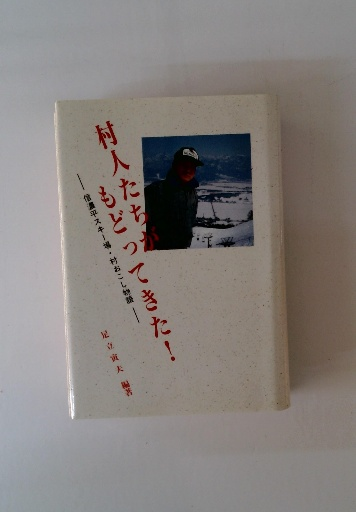 村人たちが
もどってきた！
―信濃平スキー場・村おこし物語―
足立寅夫 編著